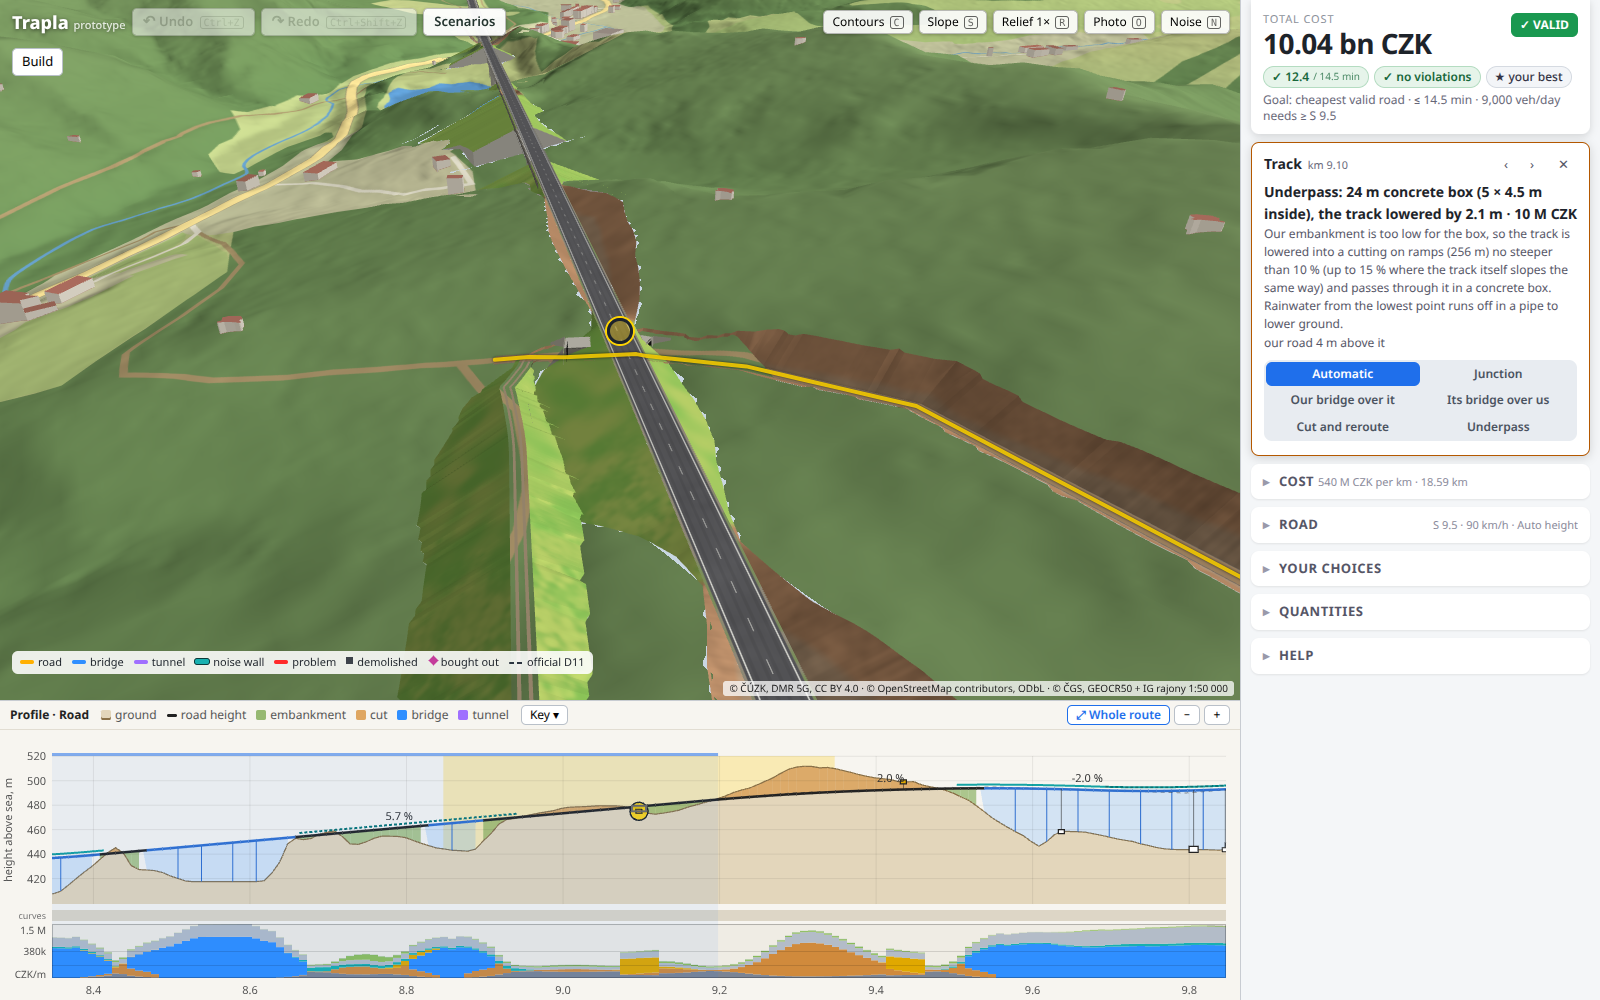 Trapla prototype
Undo Ctrl+Z
Redo Ctrl+Shift+Z
Scenarios
Contours C
Slope S
Relief 1× R
Photo O
Noise N
Build
road
bridge
tunnel
noise wall
problem
demolished
bought out
official D11
© ČÚZK, DMR 5G, CC BY 4.0 · © OpenStreetMap contributors, ODbL · © ČGS, GEOCR50 + IG rajony 1:50 000
Profile · Road
ground
road height
embankment
cut
bridge
tunnel
Key ▾
⤢ Whole route
−
+
height above sea, m
520
500
480
460
440
420
5.7 %
2.0 %
-2.0 %
curves
1.5 M
380k
CZK/m
8.4
8.6
8.8
9.0
9.2
9.4
9.6
9.8
TOTAL COST
10.04 bn CZK
✓ VALID
✓ 12.4 / 14.5 min
✓ no violations
★ your best
Goal: cheapest valid road · ≤ 14.5 min · 9,000 veh/day
needs ≥ S 9.5
Track km 9.10
‹ › ✕
Underpass: 24 m concrete box (5 × 4.5 m
inside), the track lowered by 2.1 m · 10 M CZK
Our embankment is too low for the box, so the track is
lowered into a cutting on ramps (256 m) no steeper
than 10 % (up to 15 % where the track itself slopes the
same way) and passes through it in a concrete box.
Rainwater from the lowest point runs off in a pipe to
lower ground.
our road 4 m above it
Automatic
Junction
Our bridge over it
Its bridge over us
Cut and reroute
Underpass
▶ COST 540 M CZK per km · 18.59 km
▶ ROAD S 9.5 · 90 km/h · Auto height
▶ YOUR CHOICES
▶ QUANTITIES
▶ HELP